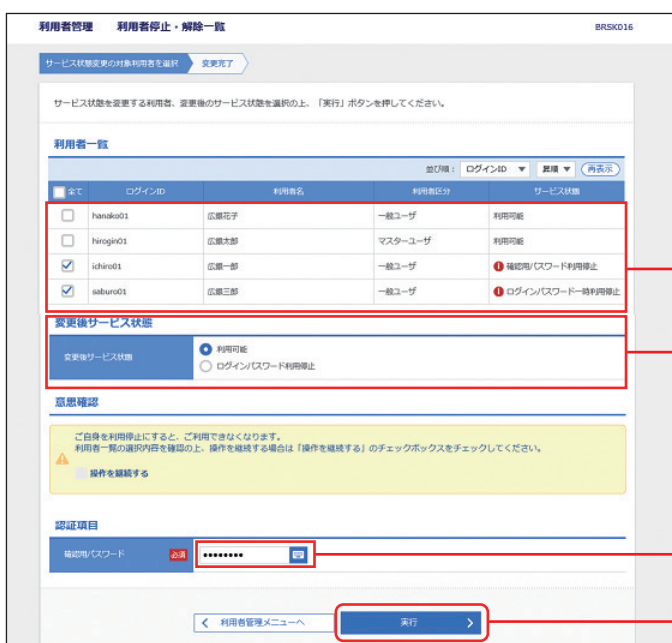 利用者管理 利用者停止・解除一覧 BRSK016
サービス状態変更の対象利用者を選択 変更完了
サービス状態を変更する利用者、変更後のサービス状態を選択の上、「実行」ボタンを押してください。
利用者一覧
並び順： ログインID ▼ 昇順 ▼ 再表示
全て ログインID 利用者名 利用者区分 サービス状態
hanako01 広銀花子 一般ユーザ 利用可能
hirogin01 広銀太郎 マスターユーザ 利用可能
ichiro01 広銀一郎 一般ユーザ 確認用パスワード利用停止
saburo01 広銀三郎 一般ユーザ ログインパスワード一時利用停止
変更後サービス状態
変更後サービス状態 利用可能
ログインパスワード利用停止
意思確認
ご自身を利用停止にすると、ご利用できなくなります。
利用者一覧の選択内容を確認の上、操作を継続する場合は「操作を継続する」のチェックボックスをチェックしてください。
操作を継続する
認証項目
確認用パスワード 必須 ••••••••
利用者管理メニューへ 実行